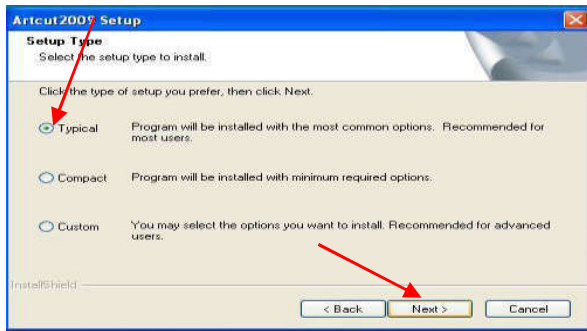 Artcut2009 Setup
Setup Type
Select the setup type to install.
Click the type of setup you prefer, then click Next.
Typical Program will be installed with the most common options. Recommended for
most users.
Compact Program will be installed with minimum required options.
Custom You may select the options you want to install. Recommended for advanced
users.
InstallShield
< Back Next > Cancel